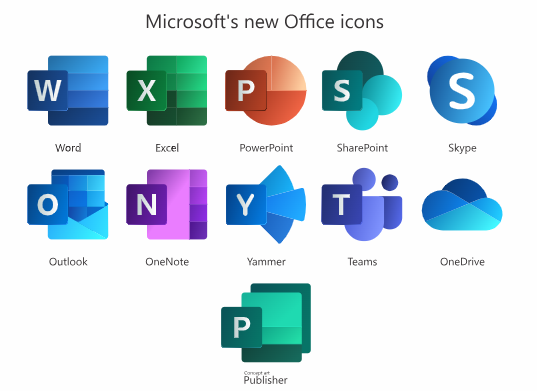 Microsoft's new Office icons
W X P S S
Word Excel PowerPoint SharePoint Skype
O N Y T
Outlook OneNote Yammer Teams OneDrive
P
Concept art
Publisher